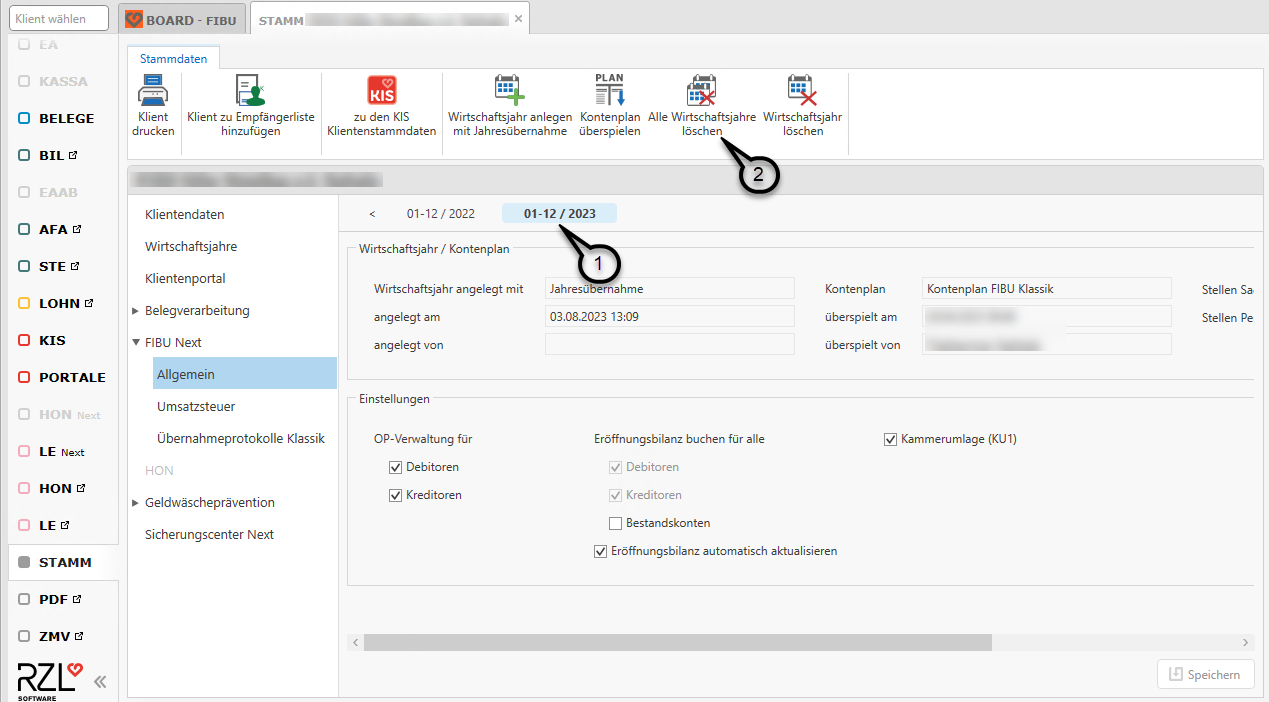 Klient wählen
BOARD - FIBU
STAMM
EA
KASSA
BELEGE
BIL
EAAB
AFA
STE
LOHN
KIS
PORTALE
HON Next
LE Next
HON
LE
STAMM
PDF
ZMV
RZL
SOFTWARE
Stammdaten
Klient
drucken
Klient zu Empfängerliste
hinzufügen
KIS
zu den KIS
Klientenstammdaten
Wirtschaftsjahr anlegen
mit Jahresübernahme
PLAN
Kontenplan
überspielen
Alle Wirtschaftsjahre
löschen
Wirtschaftsjahr
löschen
2
Klientendaten
Wirtschaftsjahre
Klientenportal
Belegverarbeitung
FIBU Next
Allgemein
Umsatzsteuer
Übernahmeprotokolle Klassik
HON
Geldwäscheprävention
Sicherungscenter Next
< 01-12 / 2022 01-12 / 2023
1
Wirtschaftsjahr / Kontenplan
Wirtschaftsjahr angelegt mit Jahresübernahme Kontenplan Kontenplan FIBU Klassik Stellen Sa
angelegt am 03.08.2023 13:09 überspielt am Stellen Pe
angelegt von überspielt von
Einstellungen
OP-Verwaltung für Eröffnungsbilanz buchen für alle Kammerumlage (KU1)
Debitoren Debitoren
Kreditoren Kreditoren
Bestandskonten
Eröffnungsbilanz automatisch aktualisieren
Speichern